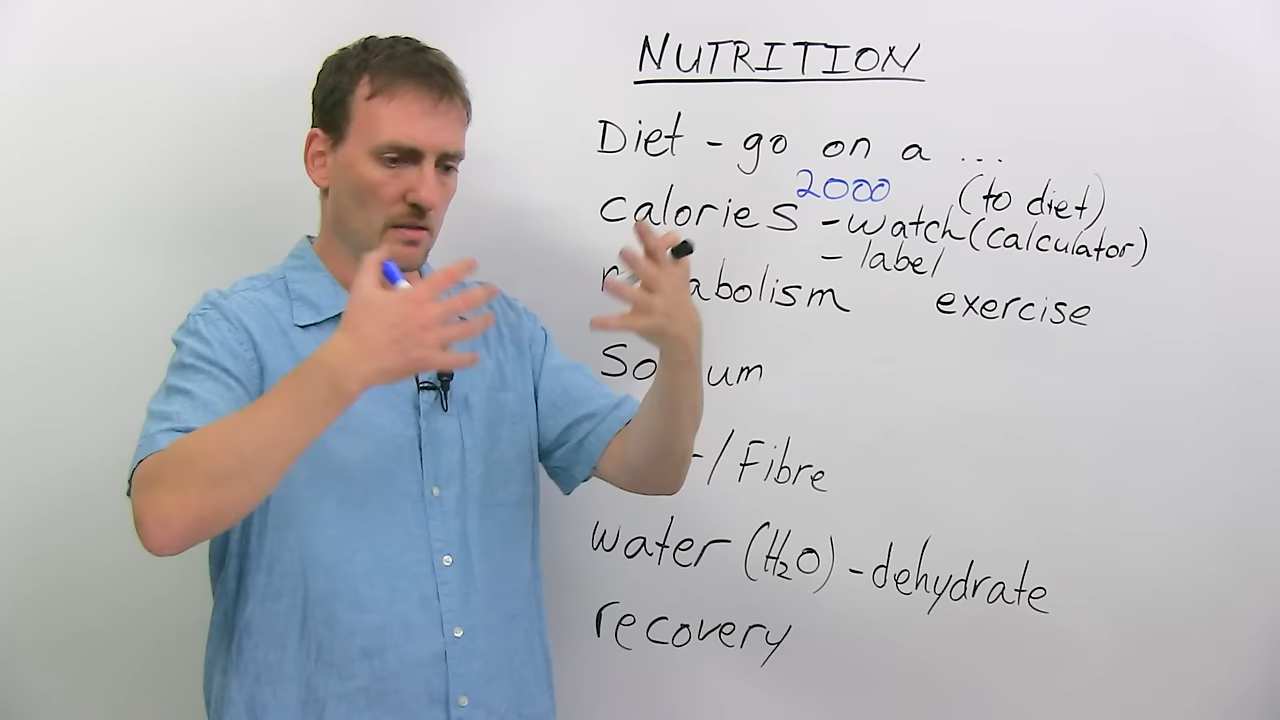 NUTRITION
Diet - go on a ...
2000 (to diet)
calories - watch (calculator)
- label
abolism exercise
So um
/ Fibre
water (H₂O) - dehydrate
recovery